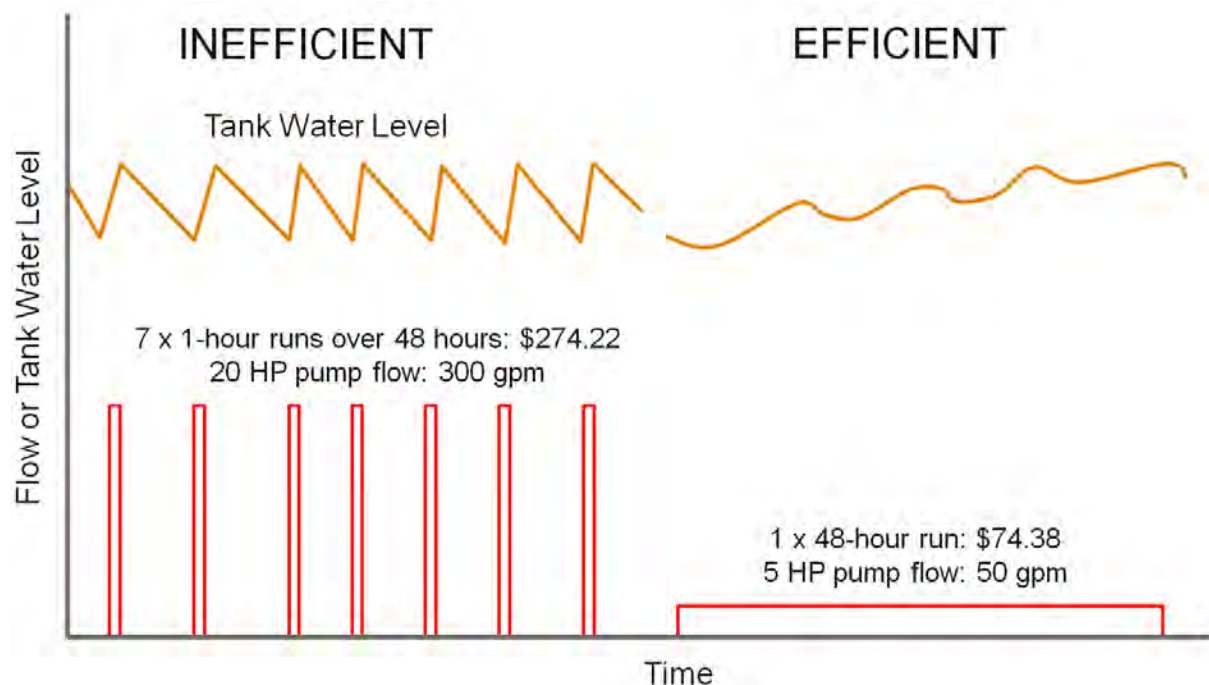 INEFFICIENT
EFFICIENT
Tank Water Level
Flow or Tank Water Level
7 x 1-hour runs over 48 hours: $274.22
20 HP pump flow: 300 gpm
1 x 48-hour run: $74.38
5 HP pump flow: 50 gpm
Time